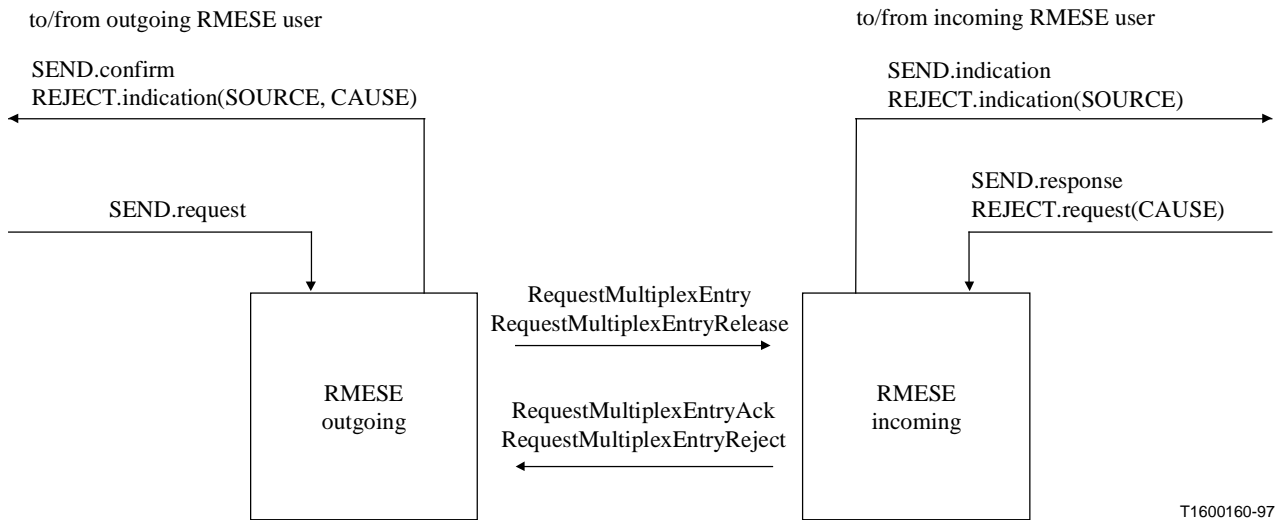 to/from outgoing RMESE user
to/from incoming RMESE user
SEND.confirm
REJECT.indication(SOURCE, CAUSE)
SEND.indication
REJECT.indication(SOURCE)
SEND.request
SEND.response
REJECT.request(CAUSE)
RequestMultiplexEntry
RequestMultiplexEntryRelease
RMESE
outgoing
RequestMultiplexEntryAck
RequestMultiplexEntryReject
RMESE
incoming
T1600160-97